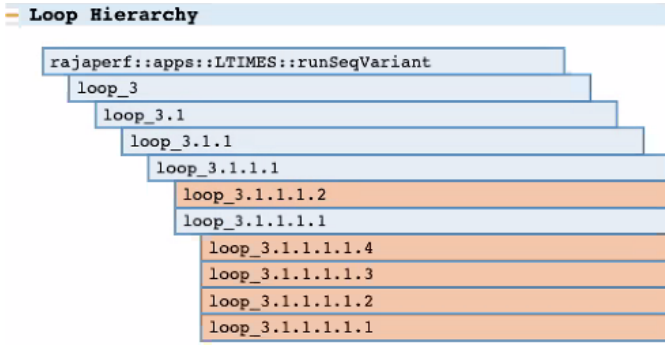 Loop Hierarchy
rajaperf::apps::LTIMES::runSeqVariant
loop_3
loop_3.1
loop_3.1.1
loop_3.1.1.1
loop_3.1.1.1.2
loop_3.1.1.1.1
loop_3.1.1.1.1.4
loop_3.1.1.1.1.3
loop_3.1.1.1.1.2
loop_3.1.1.1.1.1